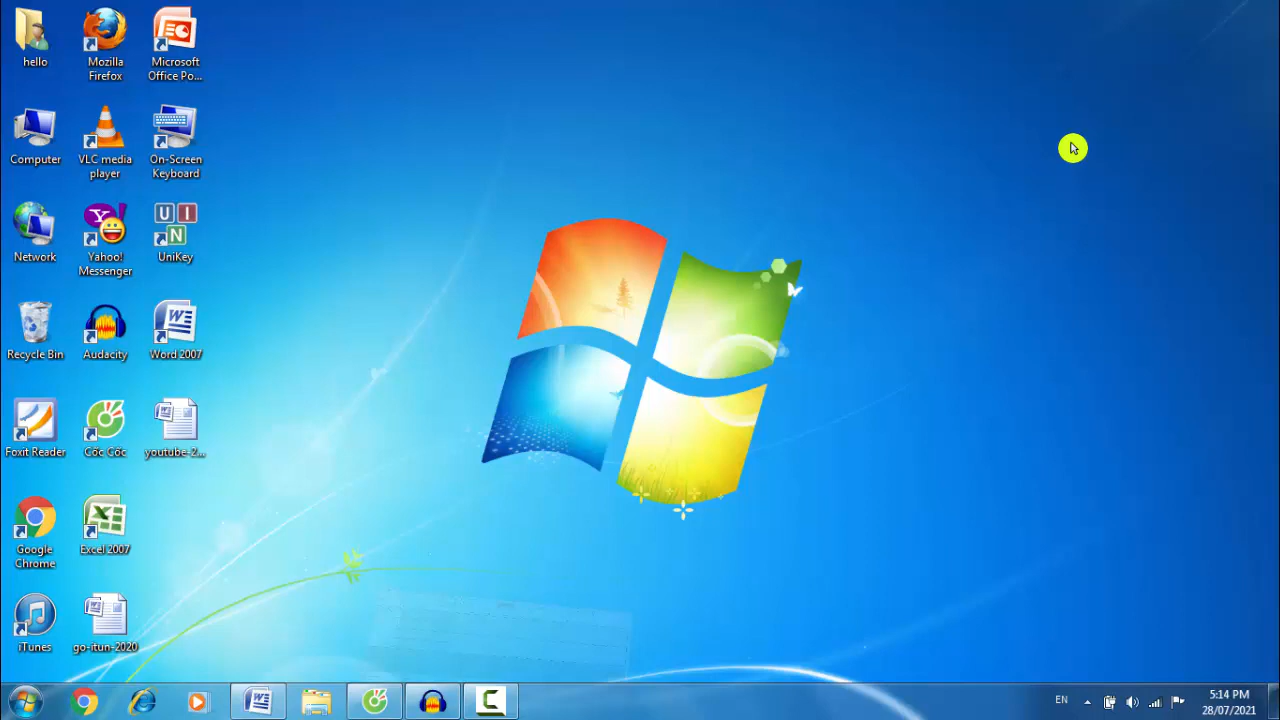 hello
Mozilla
Firefox
Microsoft
Office Po...
Computer
VLC media
player
On-Screen
Keyboard
Network
Yahoo!
Messenger
U I
N
UniKey
Recycle Bin
Audacity
Word 2007
Foxit Reader
Cốc Cốc
youtube-2...
Google
Chrome
Excel 2007
iTunes
go-itun-2020
EN
5:14 PM
28/07/2021